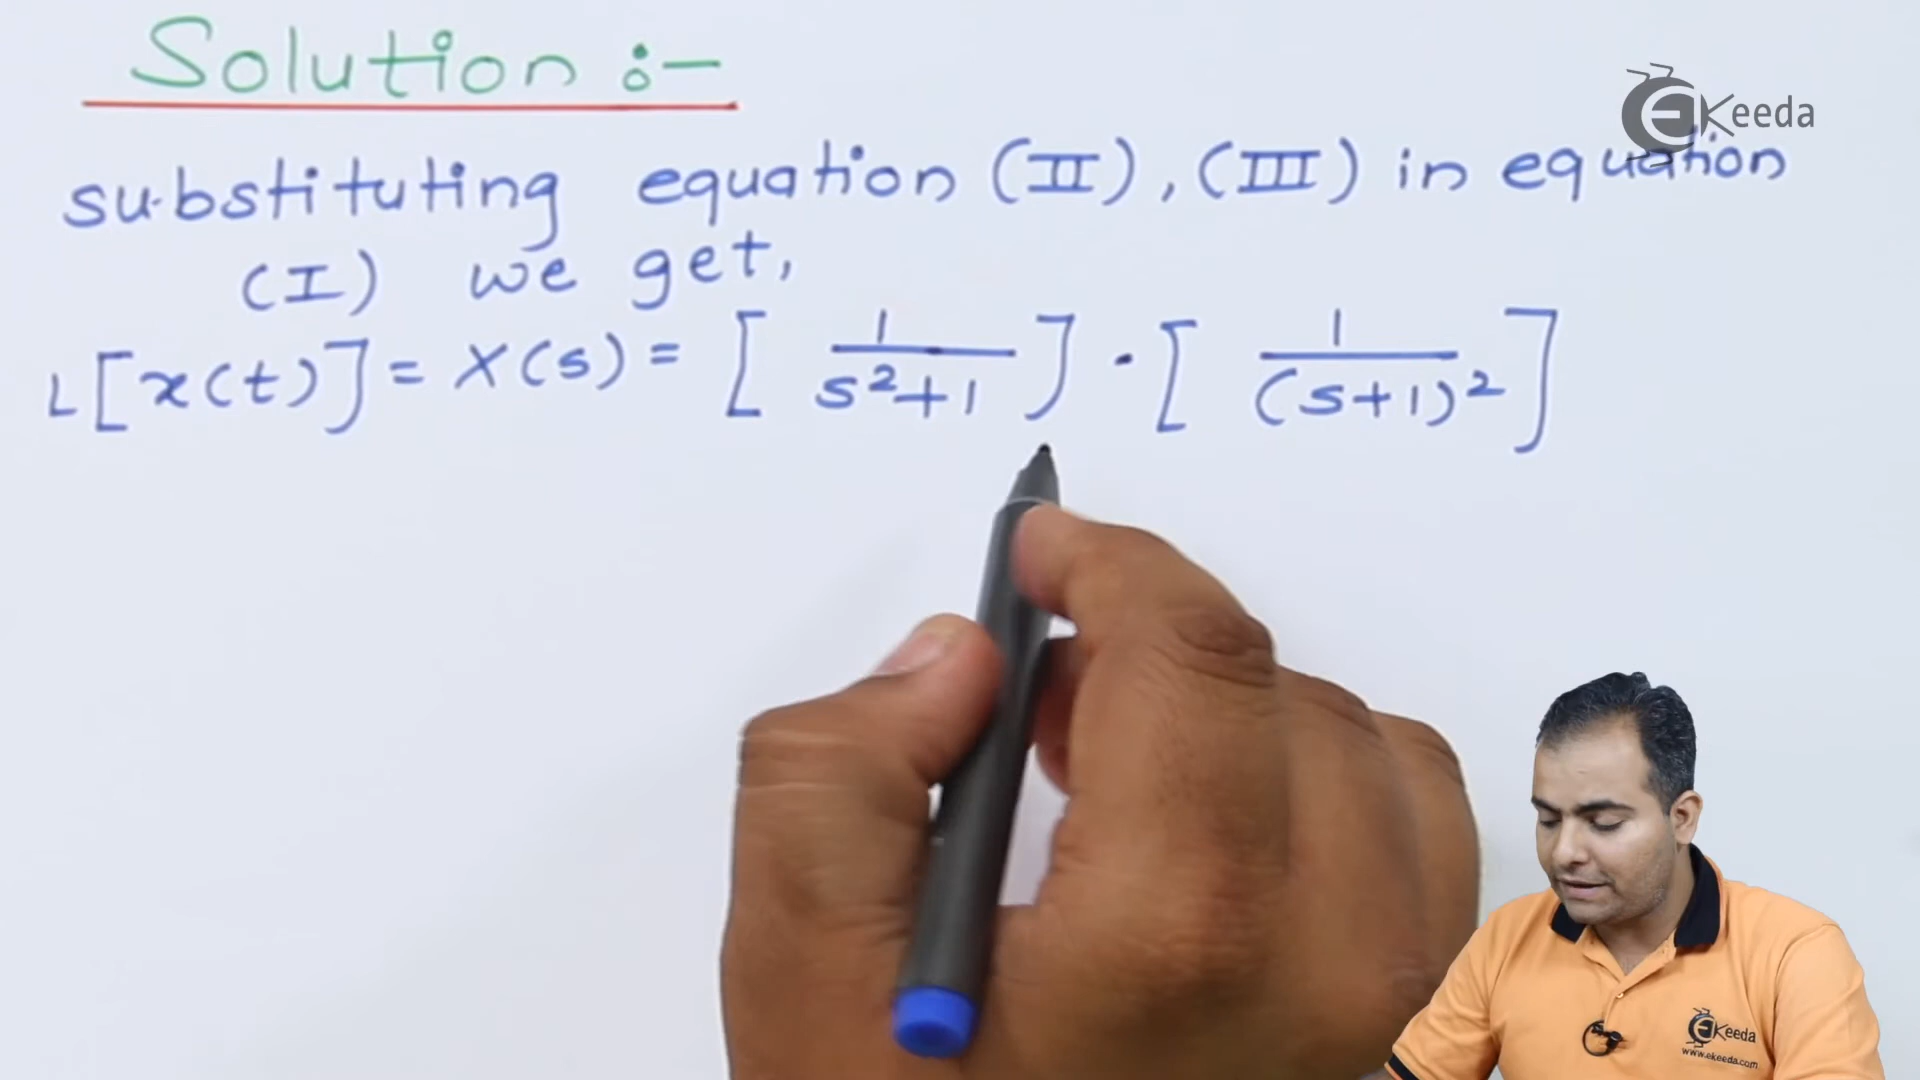 Solution :-
EKeeda
substituting equation (II), (III) in equation
(I) we get,
L[x(t)] = X(s) = [ 1/(s²+1) ] · [ 1/(s+1)² ]
EKeeda
www.ekeeda.com